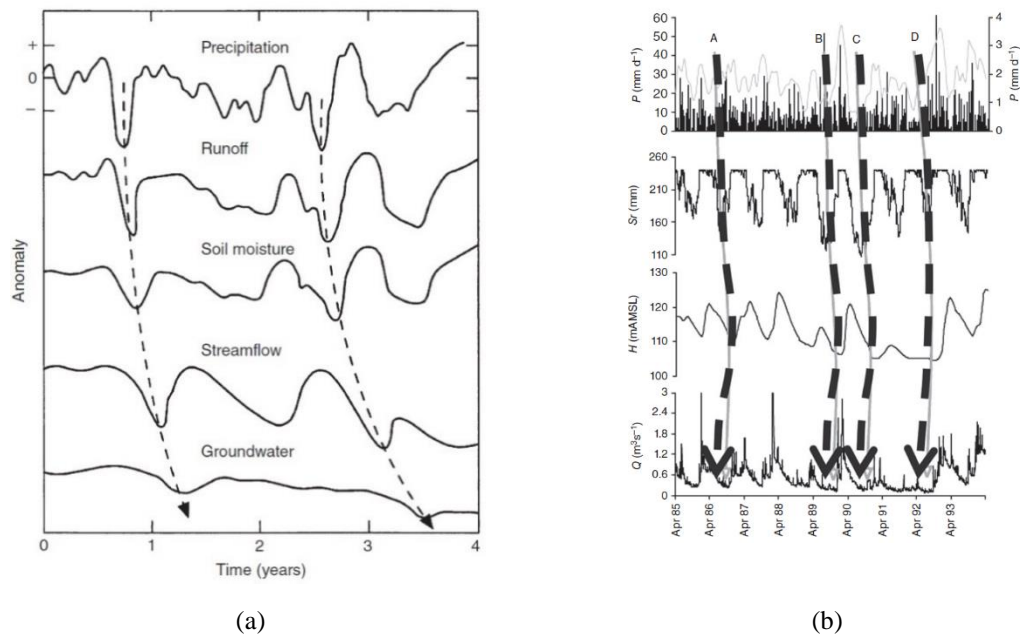 Precipitation
Runoff
Soil moisture
Streamflow
Groundwater
Anomaly
+
0
−
0
1
2
3
4
Time (years)
(a)
A
B
C
D
P (mm d⁻¹)
60
50
40
30
20
10
0
4
3
2
1
0
P (mm d⁻¹)
Sr (mm)
260
210
160
110
H (mAMSL)
130
120
110
100
Q (m³s⁻¹)
3
2.4
1.8
1.2
0.6
0
Apr 85
Apr 86
Apr 87
Apr 88
Apr 89
Apr 90
Apr 91
Apr 92
Apr 93
(b)